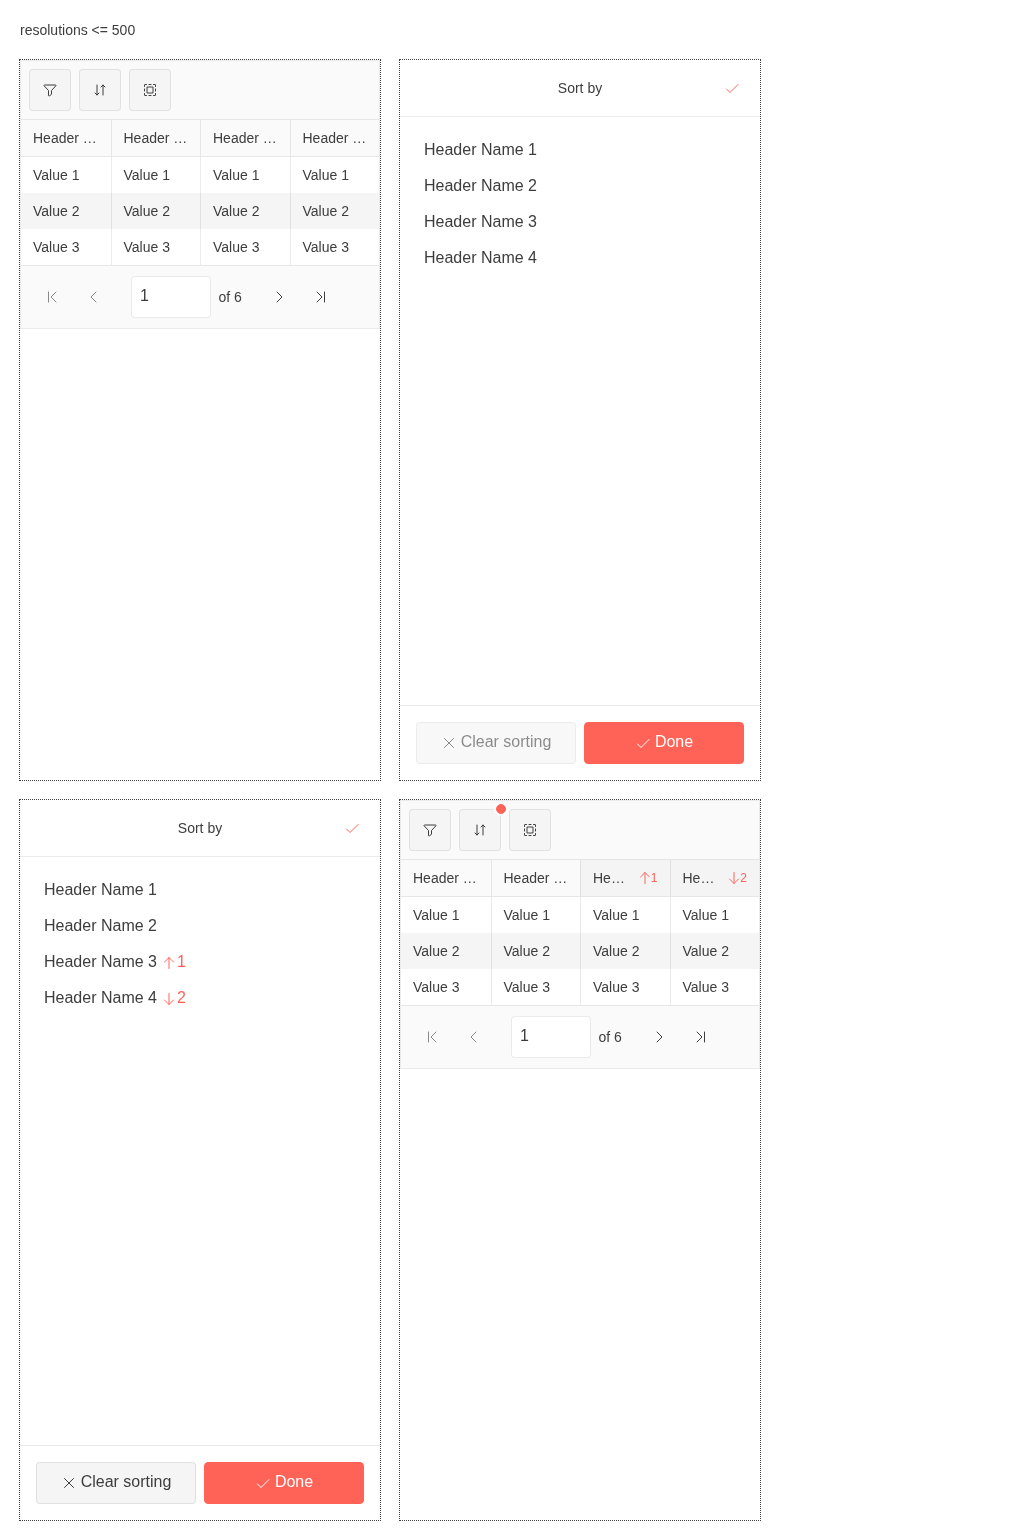 resolutions <= 500
Header ... Header ... Header ... Header ...
Value 1 Value 1 Value 1 Value 1
Value 2 Value 2 Value 2 Value 2
Value 3 Value 3 Value 3 Value 3
1 of 6
Sort by
Header Name 1
Header Name 2
Header Name 3
Header Name 4
Clear sorting Done
Sort by
Header Name 1
Header Name 2
Header Name 3 ↑1
Header Name 4 ↓2
Clear sorting Done
Header ... Header ... He... ↑1 He... ↓2
Value 1 Value 1 Value 1 Value 1
Value 2 Value 2 Value 2 Value 2
Value 3 Value 3 Value 3 Value 3
1 of 6